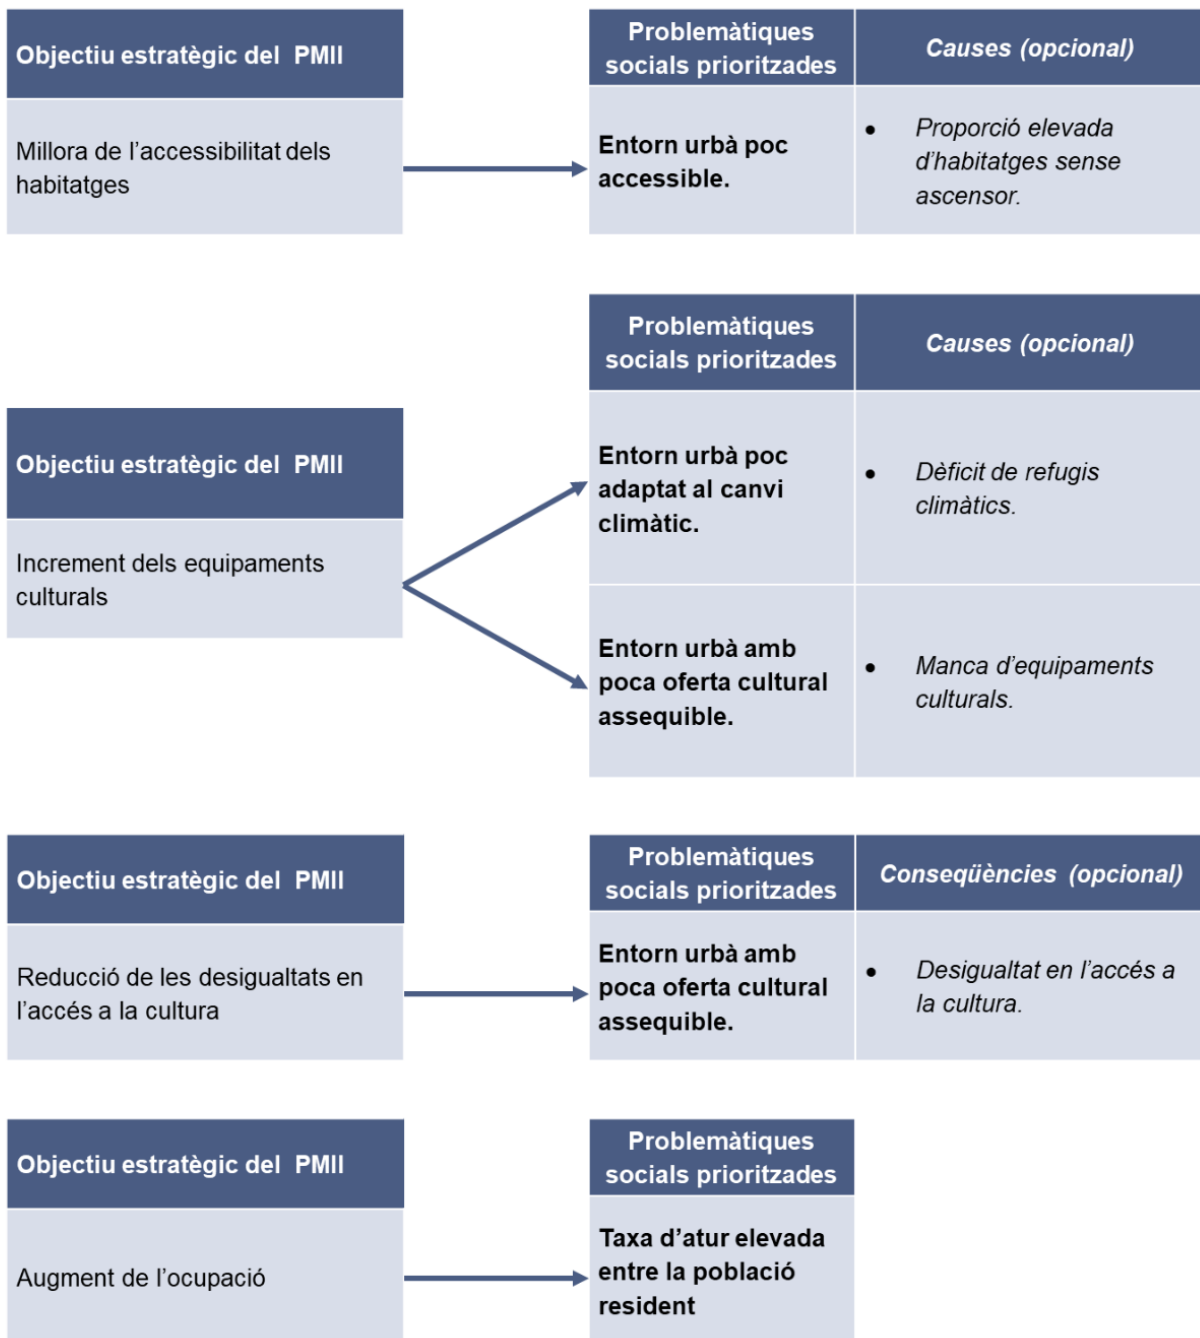 Objectiu estratègic del  PMII
Problemàtiques
socials prioritzades
Causes (opcional)
Millora de l’accessibilitat dels
habitatges
Entorn urbà poc
accessible.
• Proporció elevada
d’habitatges sense
ascensor.
Problemàtiques
socials prioritzades
Causes (opcional)
Objectiu estratègic del  PMII
Increment dels equipaments
culturals
Entorn urbà poc
adaptat al canvi
climàtic.
• Dèficit de refugis
climàtics.
Entorn urbà amb
poca oferta cultural
assequible.
• Manca d’equipaments
culturals.
Objectiu estratègic del  PMII
Problemàtiques
socials prioritzades
Conseqüències (opcional)
Reducció de les desigualtats en
l’accés a la cultura
Entorn urbà amb
poca oferta cultural
assequible.
• Desigualtat en l’accés a
la cultura.
Objectiu estratègic del  PMII
Problemàtiques
socials prioritzades
Augment de l’ocupació
Taxa d’atur elevada
entre la població
resident